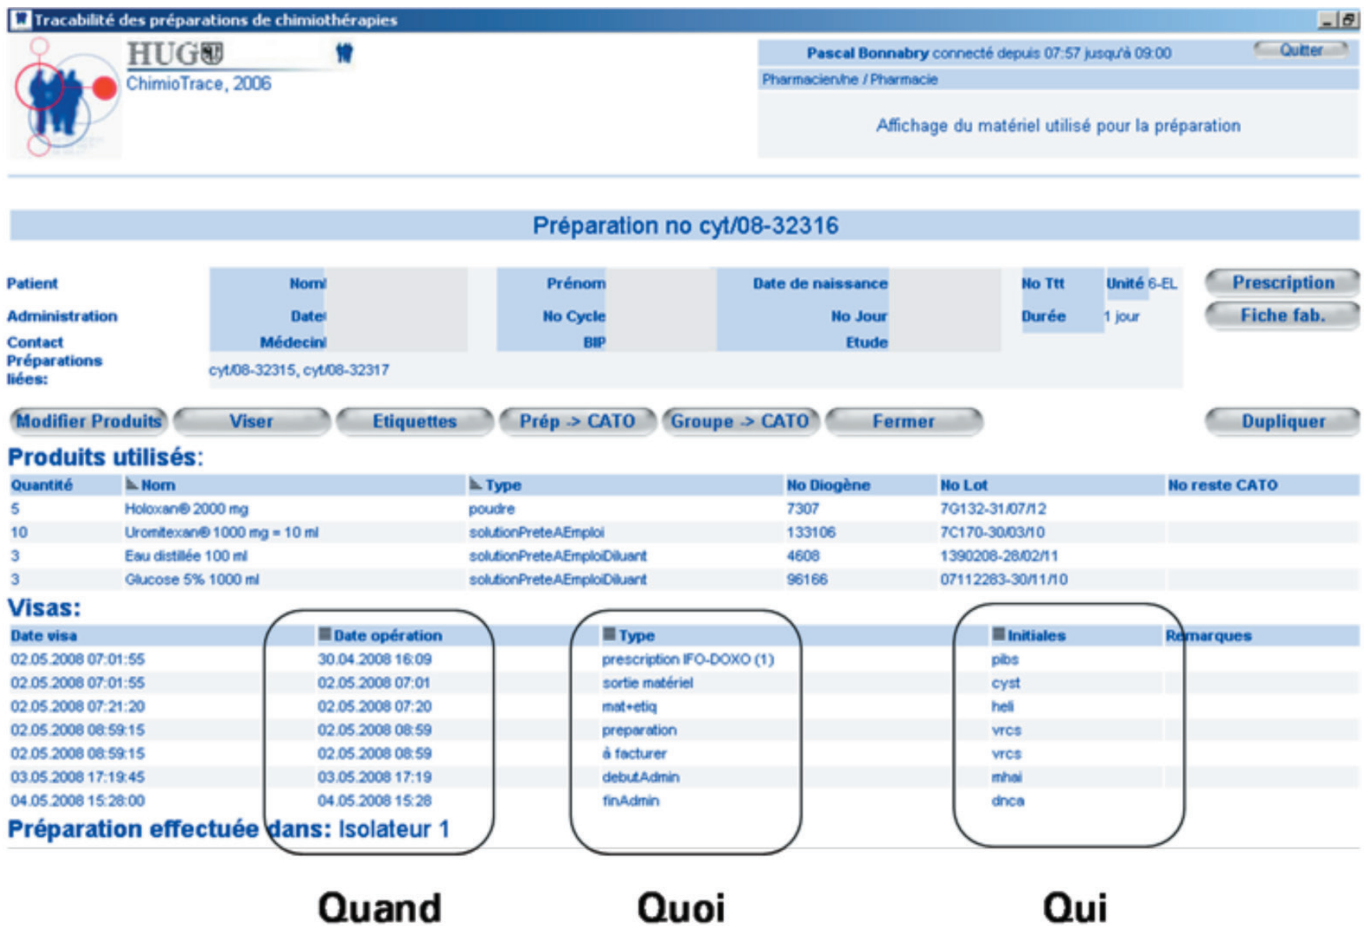 Tracabilité des préparations de chimiothérapies
HUG
ChimioTrace, 2006
Pascal Bonnabry connecté depuis 07:57 jusqu'à 09:00
Quitter
Pharmacien/ne / Pharmacie
Affichage du matériel utilisé pour la préparation
Préparation no cyt/08-32316
Patient Nom Prénom Date de naissance No Ttt Unité 6-EL Prescription
Administration Date No Cycle No Jour Durée 1 jour Fiche fab.
Contact Médecin BIP Etude
Préparations liées: cyt/08-32315, cyt/08-32317
Modifier Produits Viser Etiquettes Prép -> CATO Groupe -> CATO Fermer Dupliquer
Produits utilisés:
Quantité Nom Type No Diogène No Lot No reste CATO
5 Holoxan® 2000 mg poudre 7307 7G132-31/07/12
10 Uromitexan® 1000 mg = 10 ml solutionPreteAEmploi 133106 7C170-30/03/10
3 Eau distillée 100 ml solutionPreteAEmploiDiluant 4608 1390208-28/02/11
3 Glucose 5% 1000 ml solutionPreteAEmploiDiluant 96166 07112283-30/11/10
Visas:
Date visa Date opération Type Initiales Remarques
02.05.2008 07:01:55 30.04.2008 16:09 prescription IFO-DOXO (1) pibs
02.05.2008 07:01:55 02.05.2008 07:01 sortie matériel cyst
02.05.2008 07:21:20 02.05.2008 07:20 mat+etiq heli
02.05.2008 08:59:15 02.05.2008 08:59 preparation vrcs
02.05.2008 08:59:15 02.05.2008 08:59 à facturer vrcs
03.05.2008 17:19:45 03.05.2008 17:19 debutAdmin mhai
04.05.2008 15:28:00 04.05.2008 15:28 finAdmin dnca
Préparation effectuée dans: Isolateur 1
Quand Quoi Qui